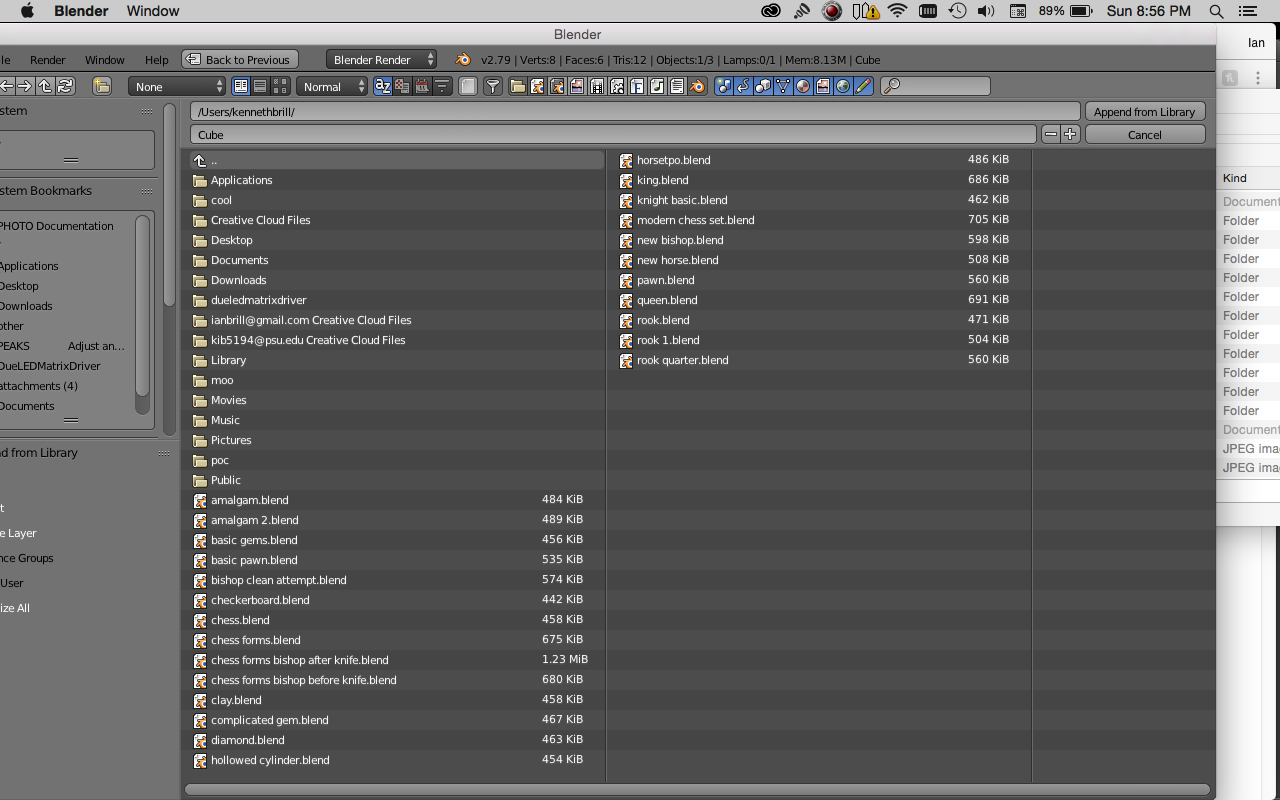 Blender Window 89% Sun 8:56 PM
Blender
Ian
le Render Window Help Back to Previous Blender Render v2.79 | Verts:8 | Faces:6 | Tris:12 | Objects:1/3 | Lamps:0/1 | Mem:8.13M | Cube
None Normal
stem
/Users/kennethbrill/ Append from Library
Cube Cancel
stem Bookmarks
PHOTO Documentation
Applications
Desktop
Downloads
other
PEAKS Adjust an...
DueLEDMatrixDriver
attachments (4)
Documents
d from Library
t
e Layer
nce Groups
User
ize All
..
Applications
cool
Creative Cloud Files
Desktop
Documents
Downloads
dueledmatrixdriver
ianbrill@gmail.com Creative Cloud Files
kib5194@psu.edu Creative Cloud Files
Library
moo
Movies
Music
Pictures
poc
Public
amalgam.blend 484 KiB
amalgam 2.blend 489 KiB
basic gems.blend 456 KiB
basic pawn.blend 535 KiB
bishop clean attempt.blend 574 KiB
checkerboard.blend 442 KiB
chess.blend 458 KiB
chess forms.blend 675 KiB
chess forms bishop after knife.blend 1.23 MiB
chess forms bishop before knife.blend 680 KiB
clay.blend 458 KiB
complicated gem.blend 467 KiB
diamond.blend 463 KiB
hollowed cylinder.blend 454 KiB
horsetpo.blend 486 KiB
king.blend 686 KiB
knight basic.blend 462 KiB
modern chess set.blend 705 KiB
new bishop.blend 598 KiB
new horse.blend 508 KiB
pawn.blend 560 KiB
queen.blend 691 KiB
rook.blend 471 KiB
rook 1.blend 504 KiB
rook quarter.blend 560 KiB
Kind
Document
Folder
Folder
Folder
Folder
Folder
Folder
Folder
Folder
Folder
Folder
Folder
Document
JPEG ima
JPEG ima